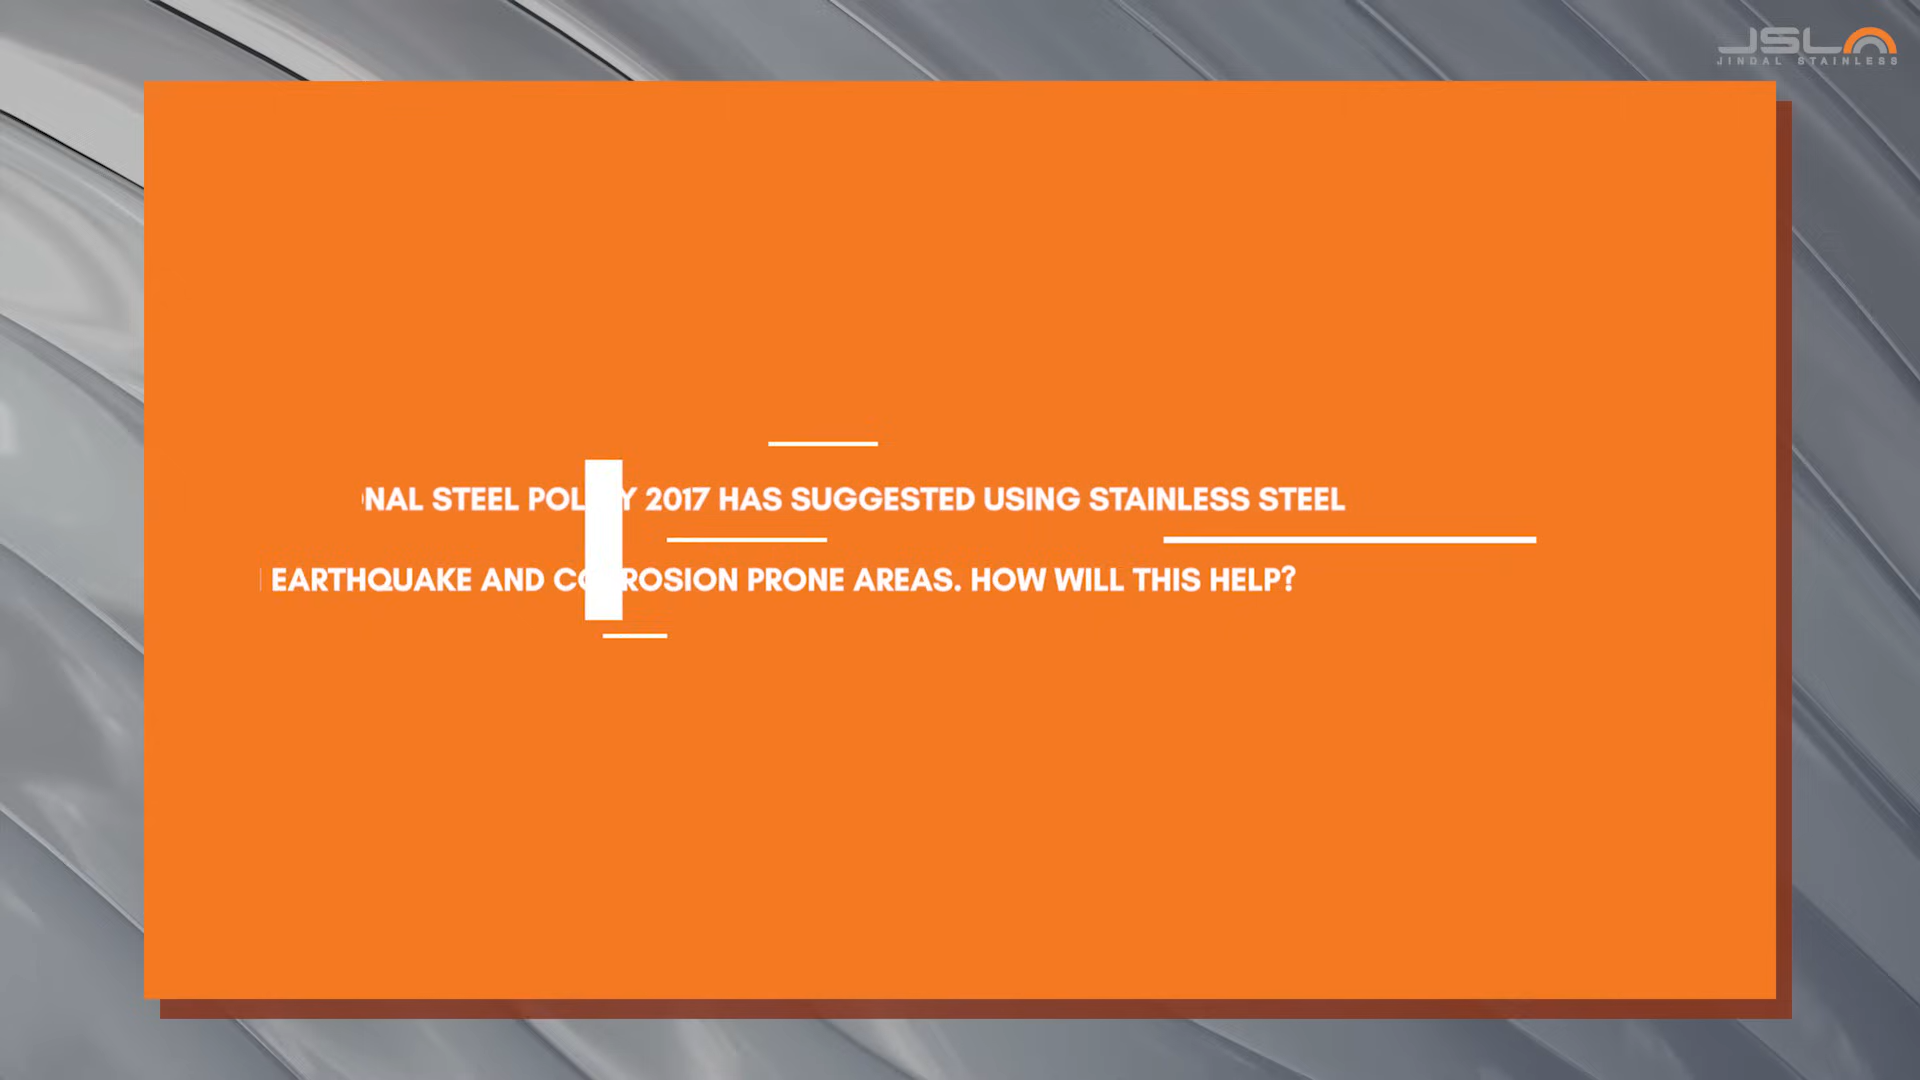 JSL
JINDAL STAINLESS
NAL STEEL POL Y 2017 HAS SUGGESTED USING STAINLESS STEEL
EARTHQUAKE AND CO ROSION PRONE AREAS. HOW WILL THIS HELP?